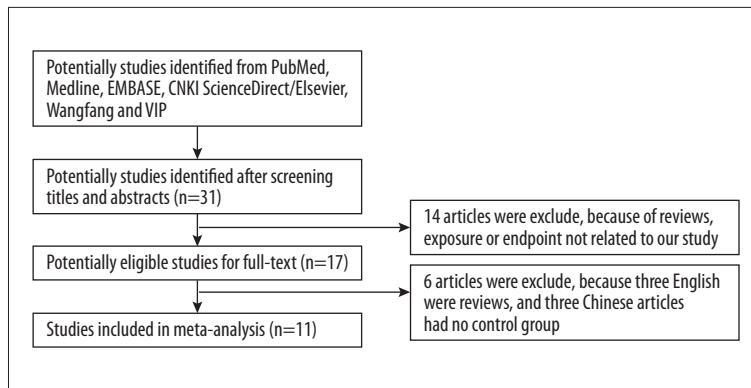 Potentially studies identified from PubMed,
Medline, EMBASE, CNKI ScienceDirect/Elsevier,
Wangfang and VIP
Potentially studies identified after screening
titles and abstracts (n=31)
14 articles were exclude, because of reviews,
exposure or endpoint not related to our study
Potentially eligible studies for full-text (n=17)
6 articles were exclude, because three English
were reviews, and three Chinese articles
had no control group
Studies included in meta-analysis (n=11)